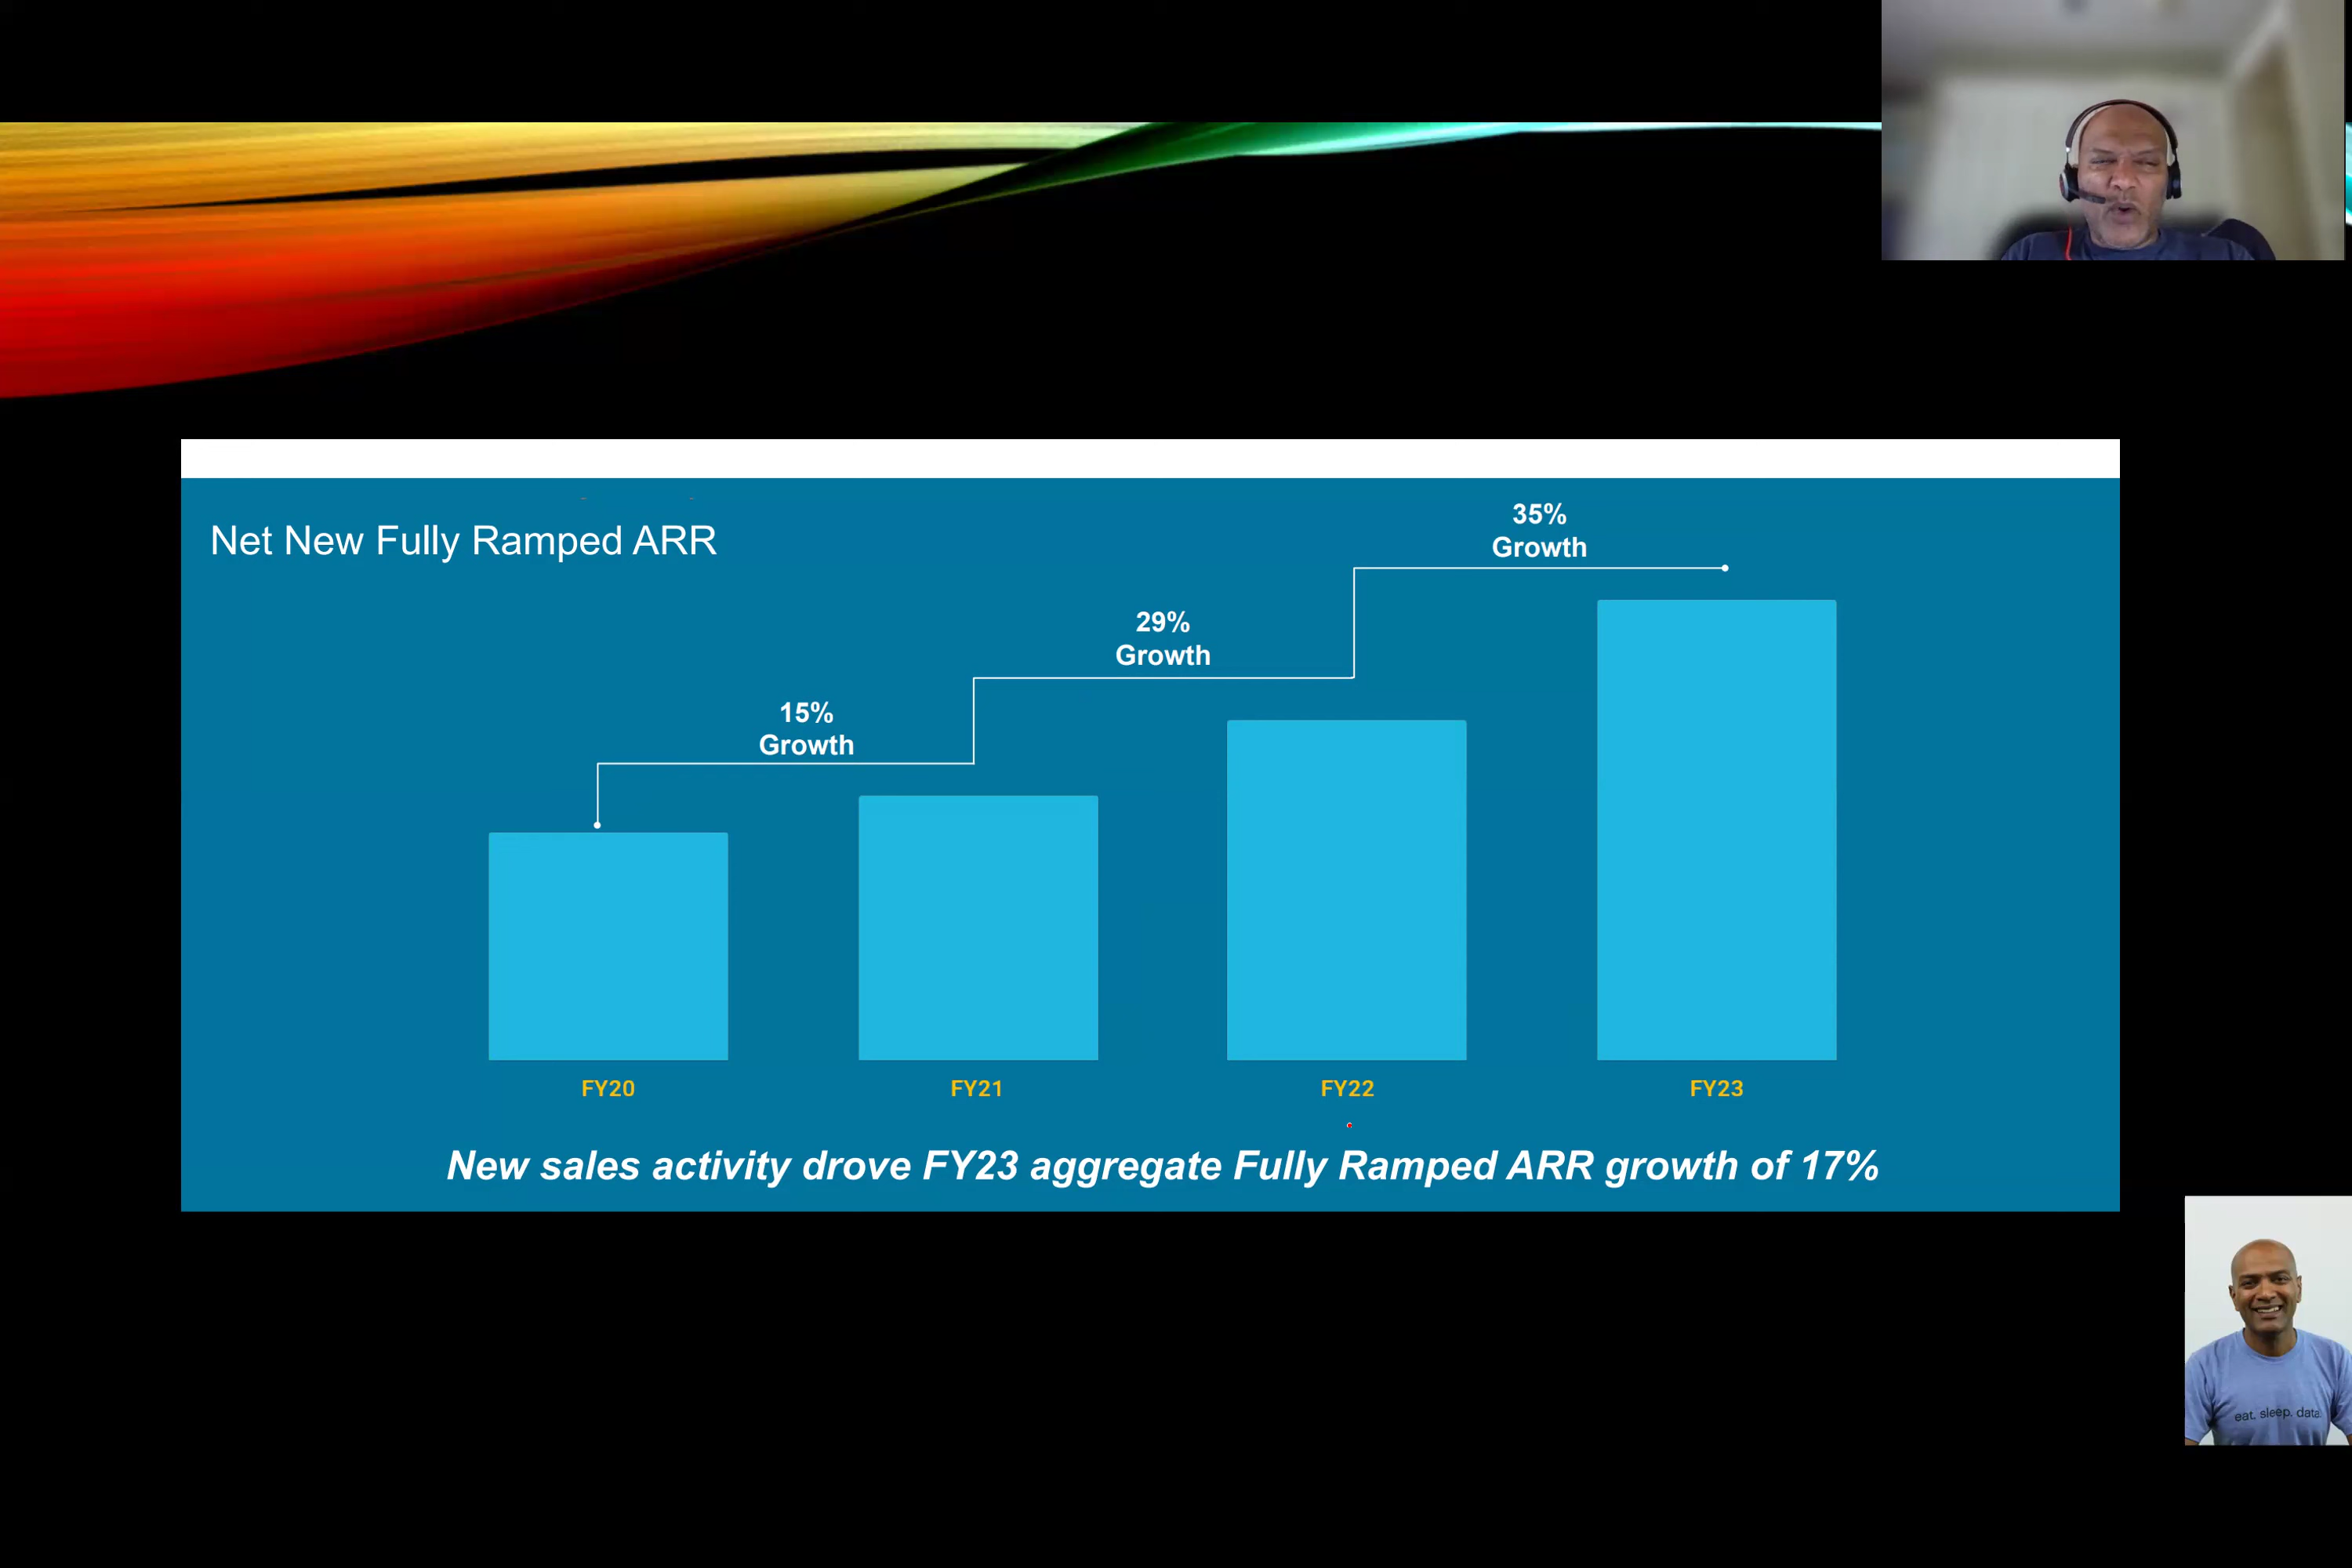 Net New Fully Ramped ARR
35%
Growth
29%
Growth
15%
Growth
FY20
FY21
FY22
FY23
New sales activity drove FY23 aggregate Fully Ramped ARR growth of 17%
eat. sleep. data